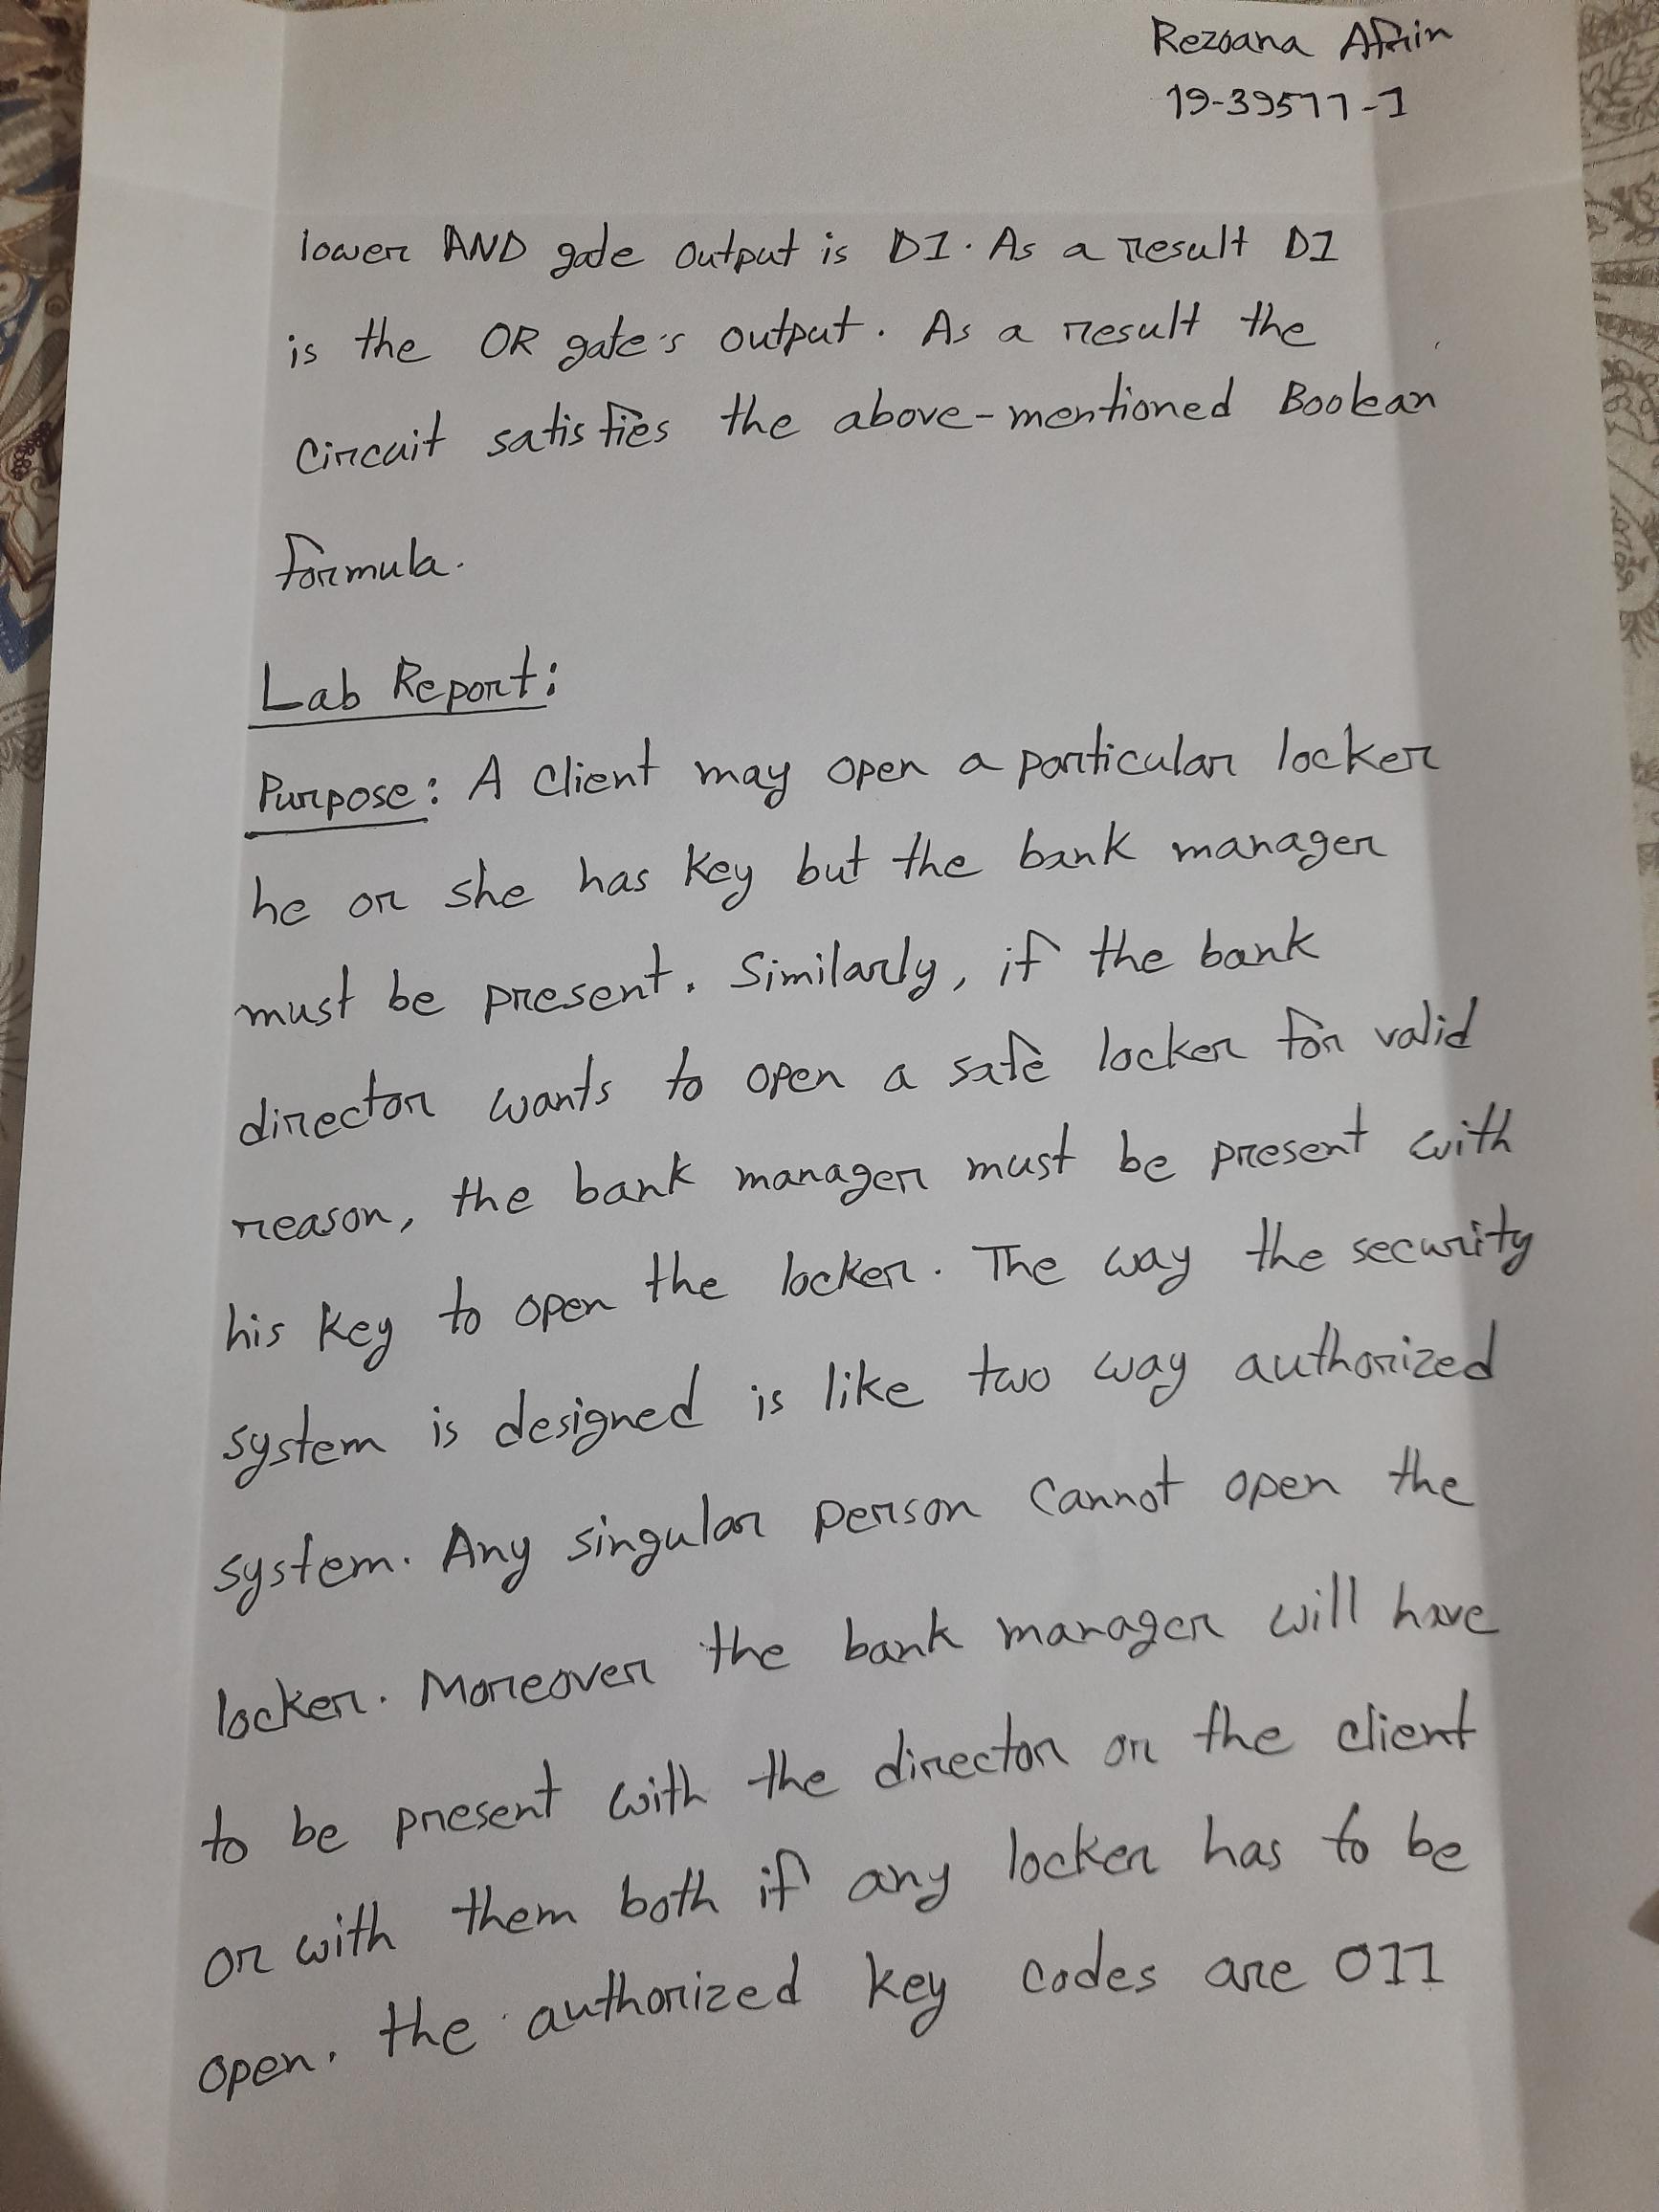 Rezoana Afrin
19-39577-1
lower AND gate output is D1. As a result D1
is the OR gate's output. As a result the
Circuit satisfies the above-mentioned Boolean
formula.
Lab Report:
Purpose: A Client may open a particular locker
he or she has key but the bank manager
must be present. Similarly, if the bank
director wants to open a safe locker for valid
reason, the bank manager must be present with
his key to open the locker. The way the security
system is designed is like two way authorized
system. Any singular person cannot open the
locker. Moreover the bank manager will have
to be present with the director or the client
or with them both if any locker has to be
open. the authorized key codes are 011